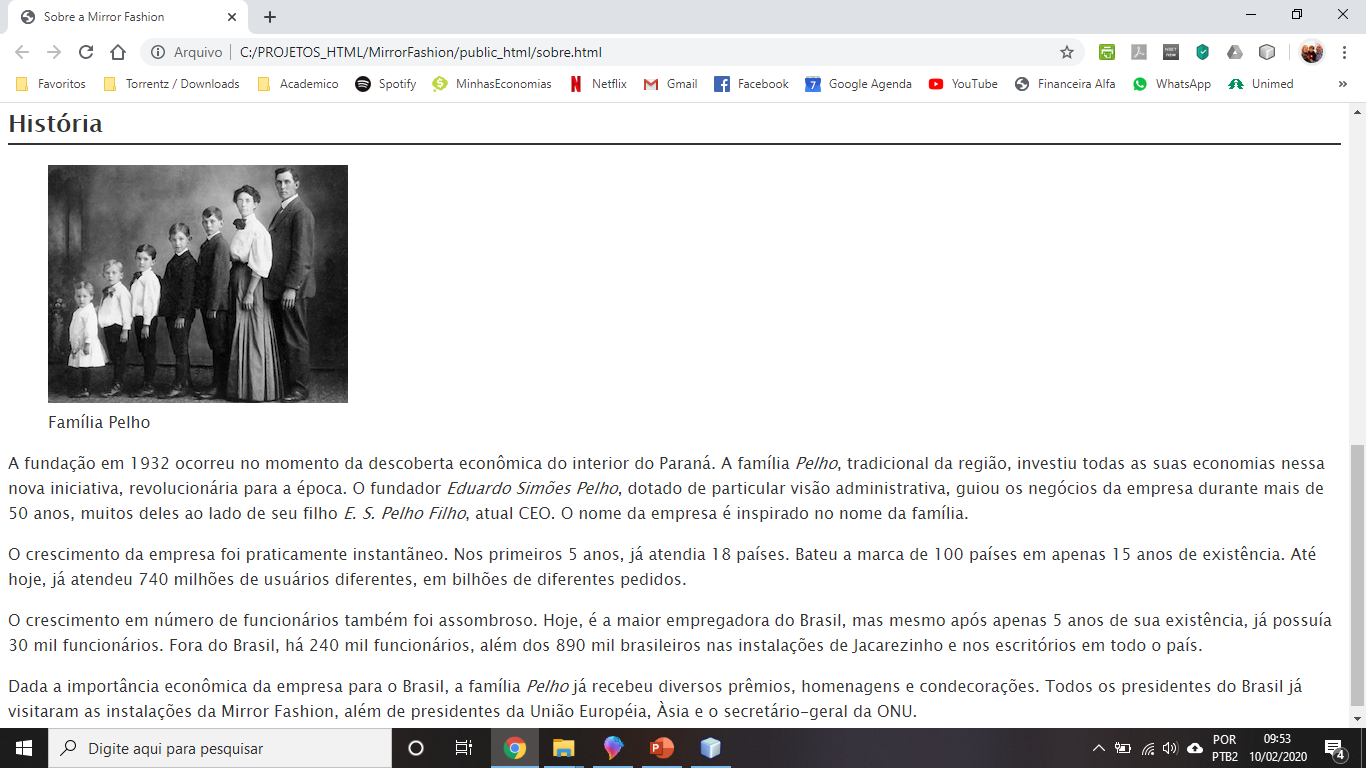 Sobre a Mirror Fashion
Arquivo | C:/PROJETOS_HTML/MirrorFashion/public_html/sobre.html
Favoritos Torrentz / Downloads Academico Spotify MinhasEconomias Netflix Gmail Facebook Google Agenda YouTube Financeira Alfa WhatsApp Unimed »
História
Família Pelho
A fundação em 1932 ocorreu no momento da descoberta econômica do interior do Paraná. A família Pelho, tradicional da região, investiu todas as suas economias nessa
nova iniciativa, revolucionária para a época. O fundador Eduardo Simões Pelho, dotado de particular visão administrativa, guiou os negócios da empresa durante mais de
50 anos, muitos deles ao lado de seu filho E. S. Pelho Filho, atual CEO. O nome da empresa é inspirado no nome da família.
O crescimento da empresa foi praticamente instantãneo. Nos primeiros 5 anos, já atendia 18 países. Bateu a marca de 100 países em apenas 15 anos de existência. Até
hoje, já atendeu 740 milhões de usuários diferentes, em bilhões de diferentes pedidos.
O crescimento em número de funcionários também foi assombroso. Hoje, é a maior empregadora do Brasil, mas mesmo após apenas 5 anos de sua existência, já possuía
30 mil funcionários. Fora do Brasil, há 240 mil funcionários, além dos 890 mil brasileiros nas instalações de Jacarezinho e nos escritórios em todo o país.
Dada a importância econômica da empresa para o Brasil, a família Pelho já recebeu diversos prêmios, homenagens e condecorações. Todos os presidentes do Brasil já
visitaram as instalações da Mirror Fashion, além de presidentes da União Européia, Àsia e o secretário-geral da ONU.
Digite aqui para pesquisar
POR 09:53
PTB2 10/02/2020 4